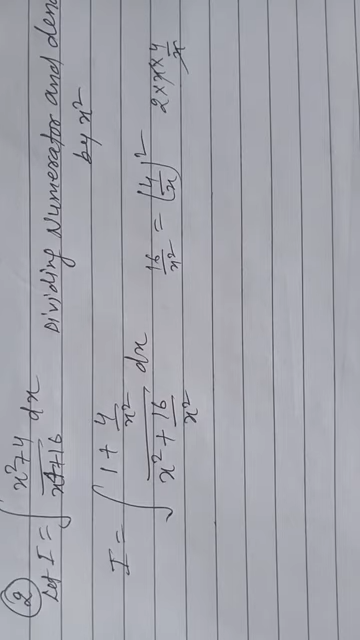 ②
Let I = ∫ x²+4 / x⁴+16 dx Dividing Numerator and
by x²
I = ∫ 1 + 4/x² / x² + 16/x² dx 16/x² = (4/x)² 2×x×4/x